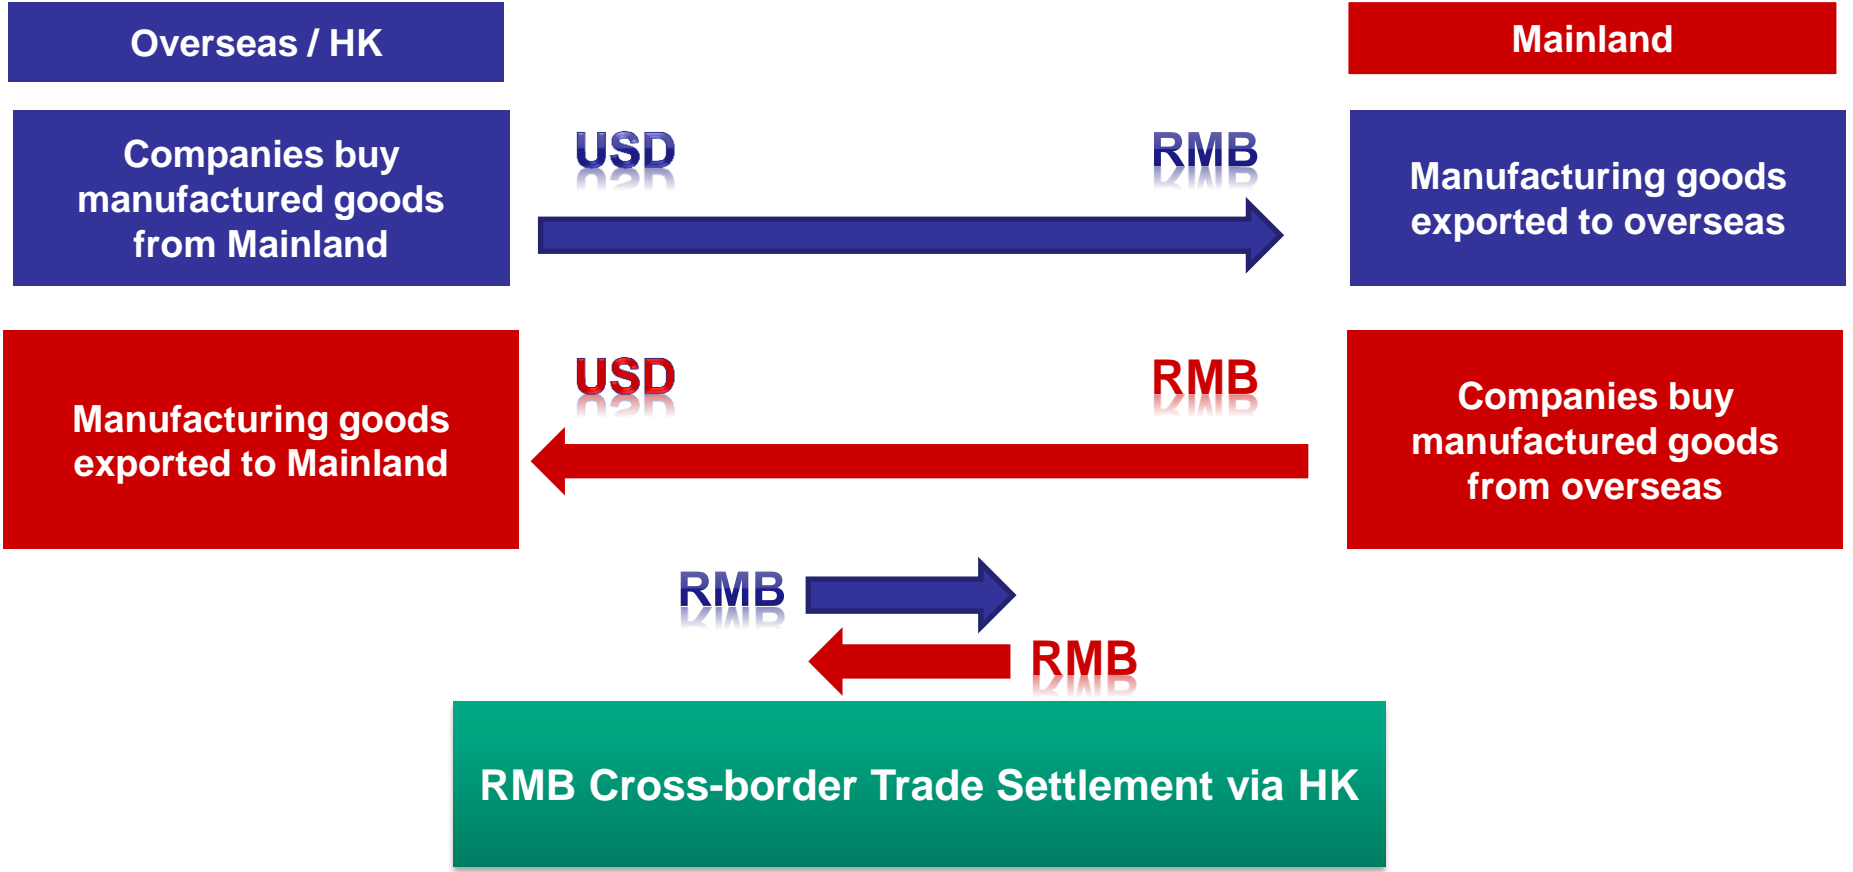 Overseas / HK
Mainland
Companies buy
manufactured goods
from Mainland
USD
RMB
Manufacturing goods
exported to overseas
Manufacturing goods
exported to Mainland
USD
RMB
Companies buy
manufactured goods
from overseas
RMB
RMB
RMB Cross-border Trade Settlement via HK